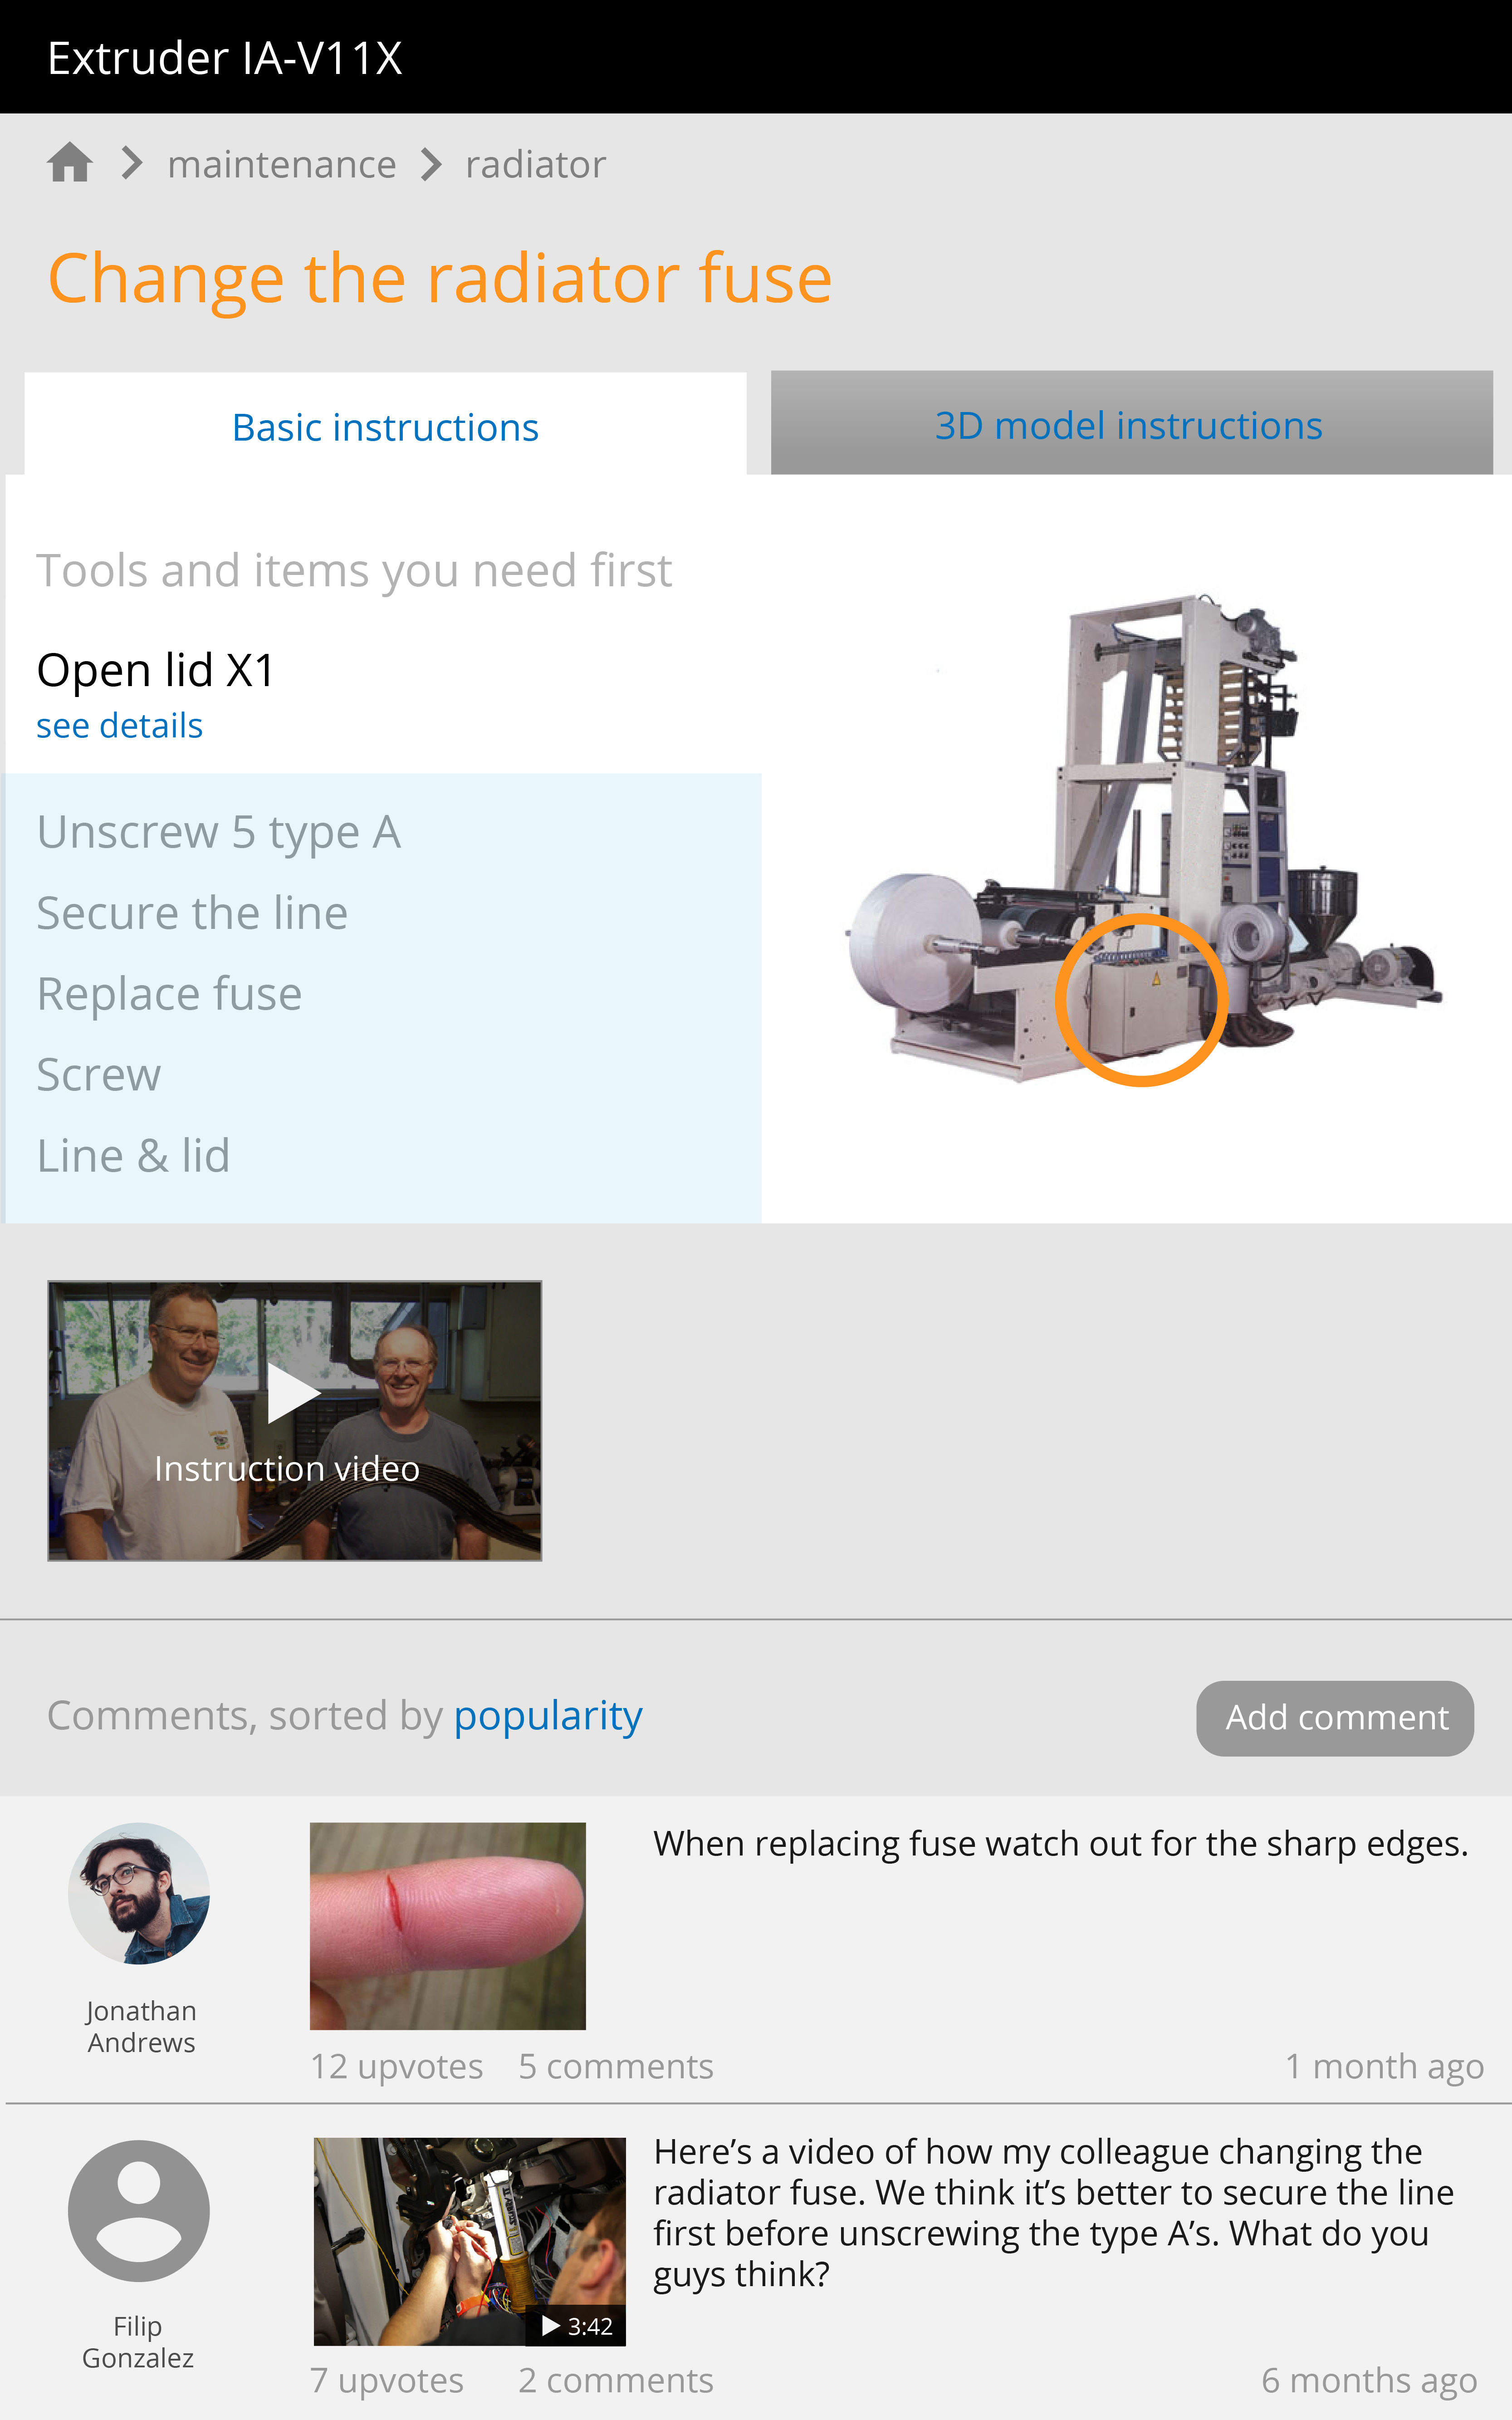 Extruder IA-V11X
maintenance radiator
Change the radiator fuse
Basic instructions
3D model instructions
Tools and items you need first
Open lid X1
see details
Unscrew 5 type A
Secure the line
Replace fuse
Screw
Line & lid
Instruction video
Comments, sorted by popularity
Add comment
When replacing fuse watch out for the sharp edges.
Jonathan
Andrews
12 upvotes 5 comments
1 month ago
Here’s a video of how my colleague changing the
radiator fuse. We think it’s better to secure the line
first before unscrewing the type A’s. What do you
guys think?
3:42
Filip
Gonzalez
7 upvotes 2 comments
6 months ago